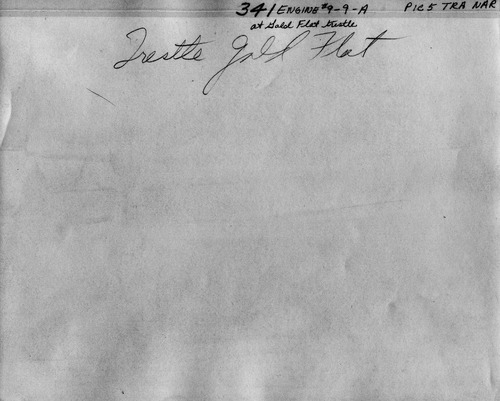 341 ENGINE #9-9-A PIC 5 TRA NAR
at Gold Flat trestle
Trestle Gold Flat